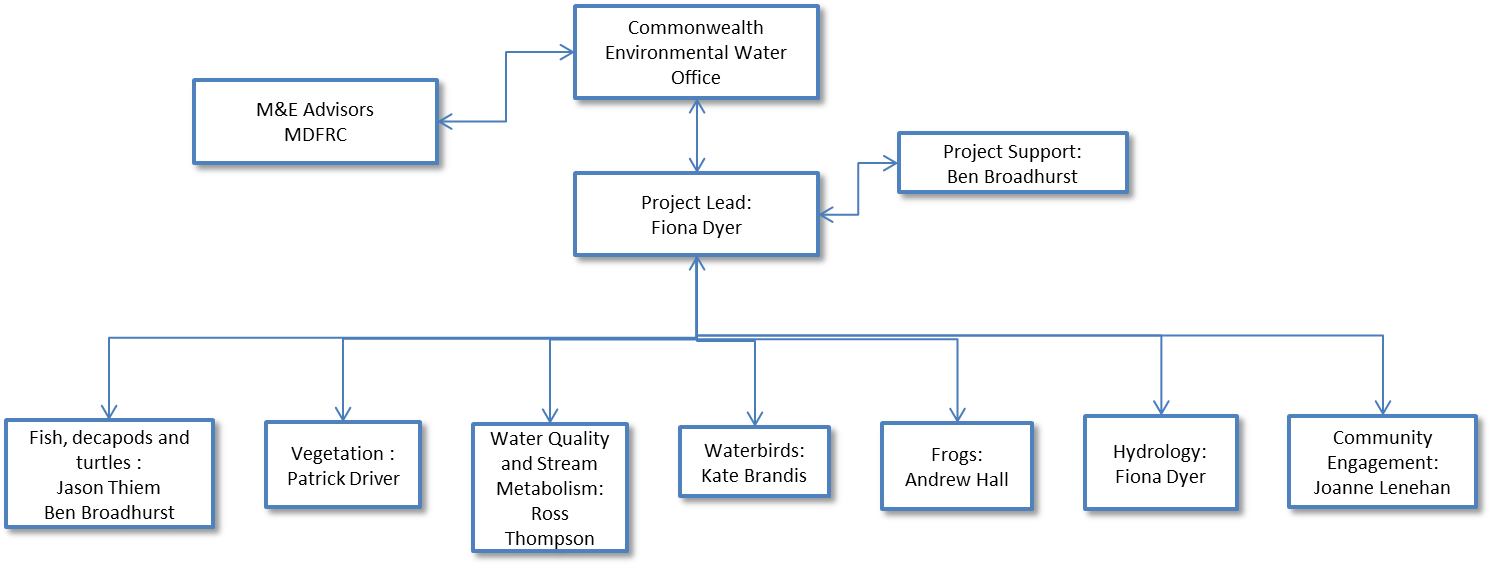 Commonwealth
Environmental Water
Office
M&E Advisors
MDFRC
Project Support:
Ben Broadhurst
Project Lead:
Fiona Dyer
Fish, decapods and
turtles :
Jason Thiem
Ben Broadhurst
Vegetation :
Patrick Driver
Water Quality
and Stream
Metabolism:
Ross
Thompson
Waterbirds:
Kate Brandis
Frogs:
Andrew Hall
Hydrology:
Fiona Dyer
Community
Engagement:
Joanne Lenehan